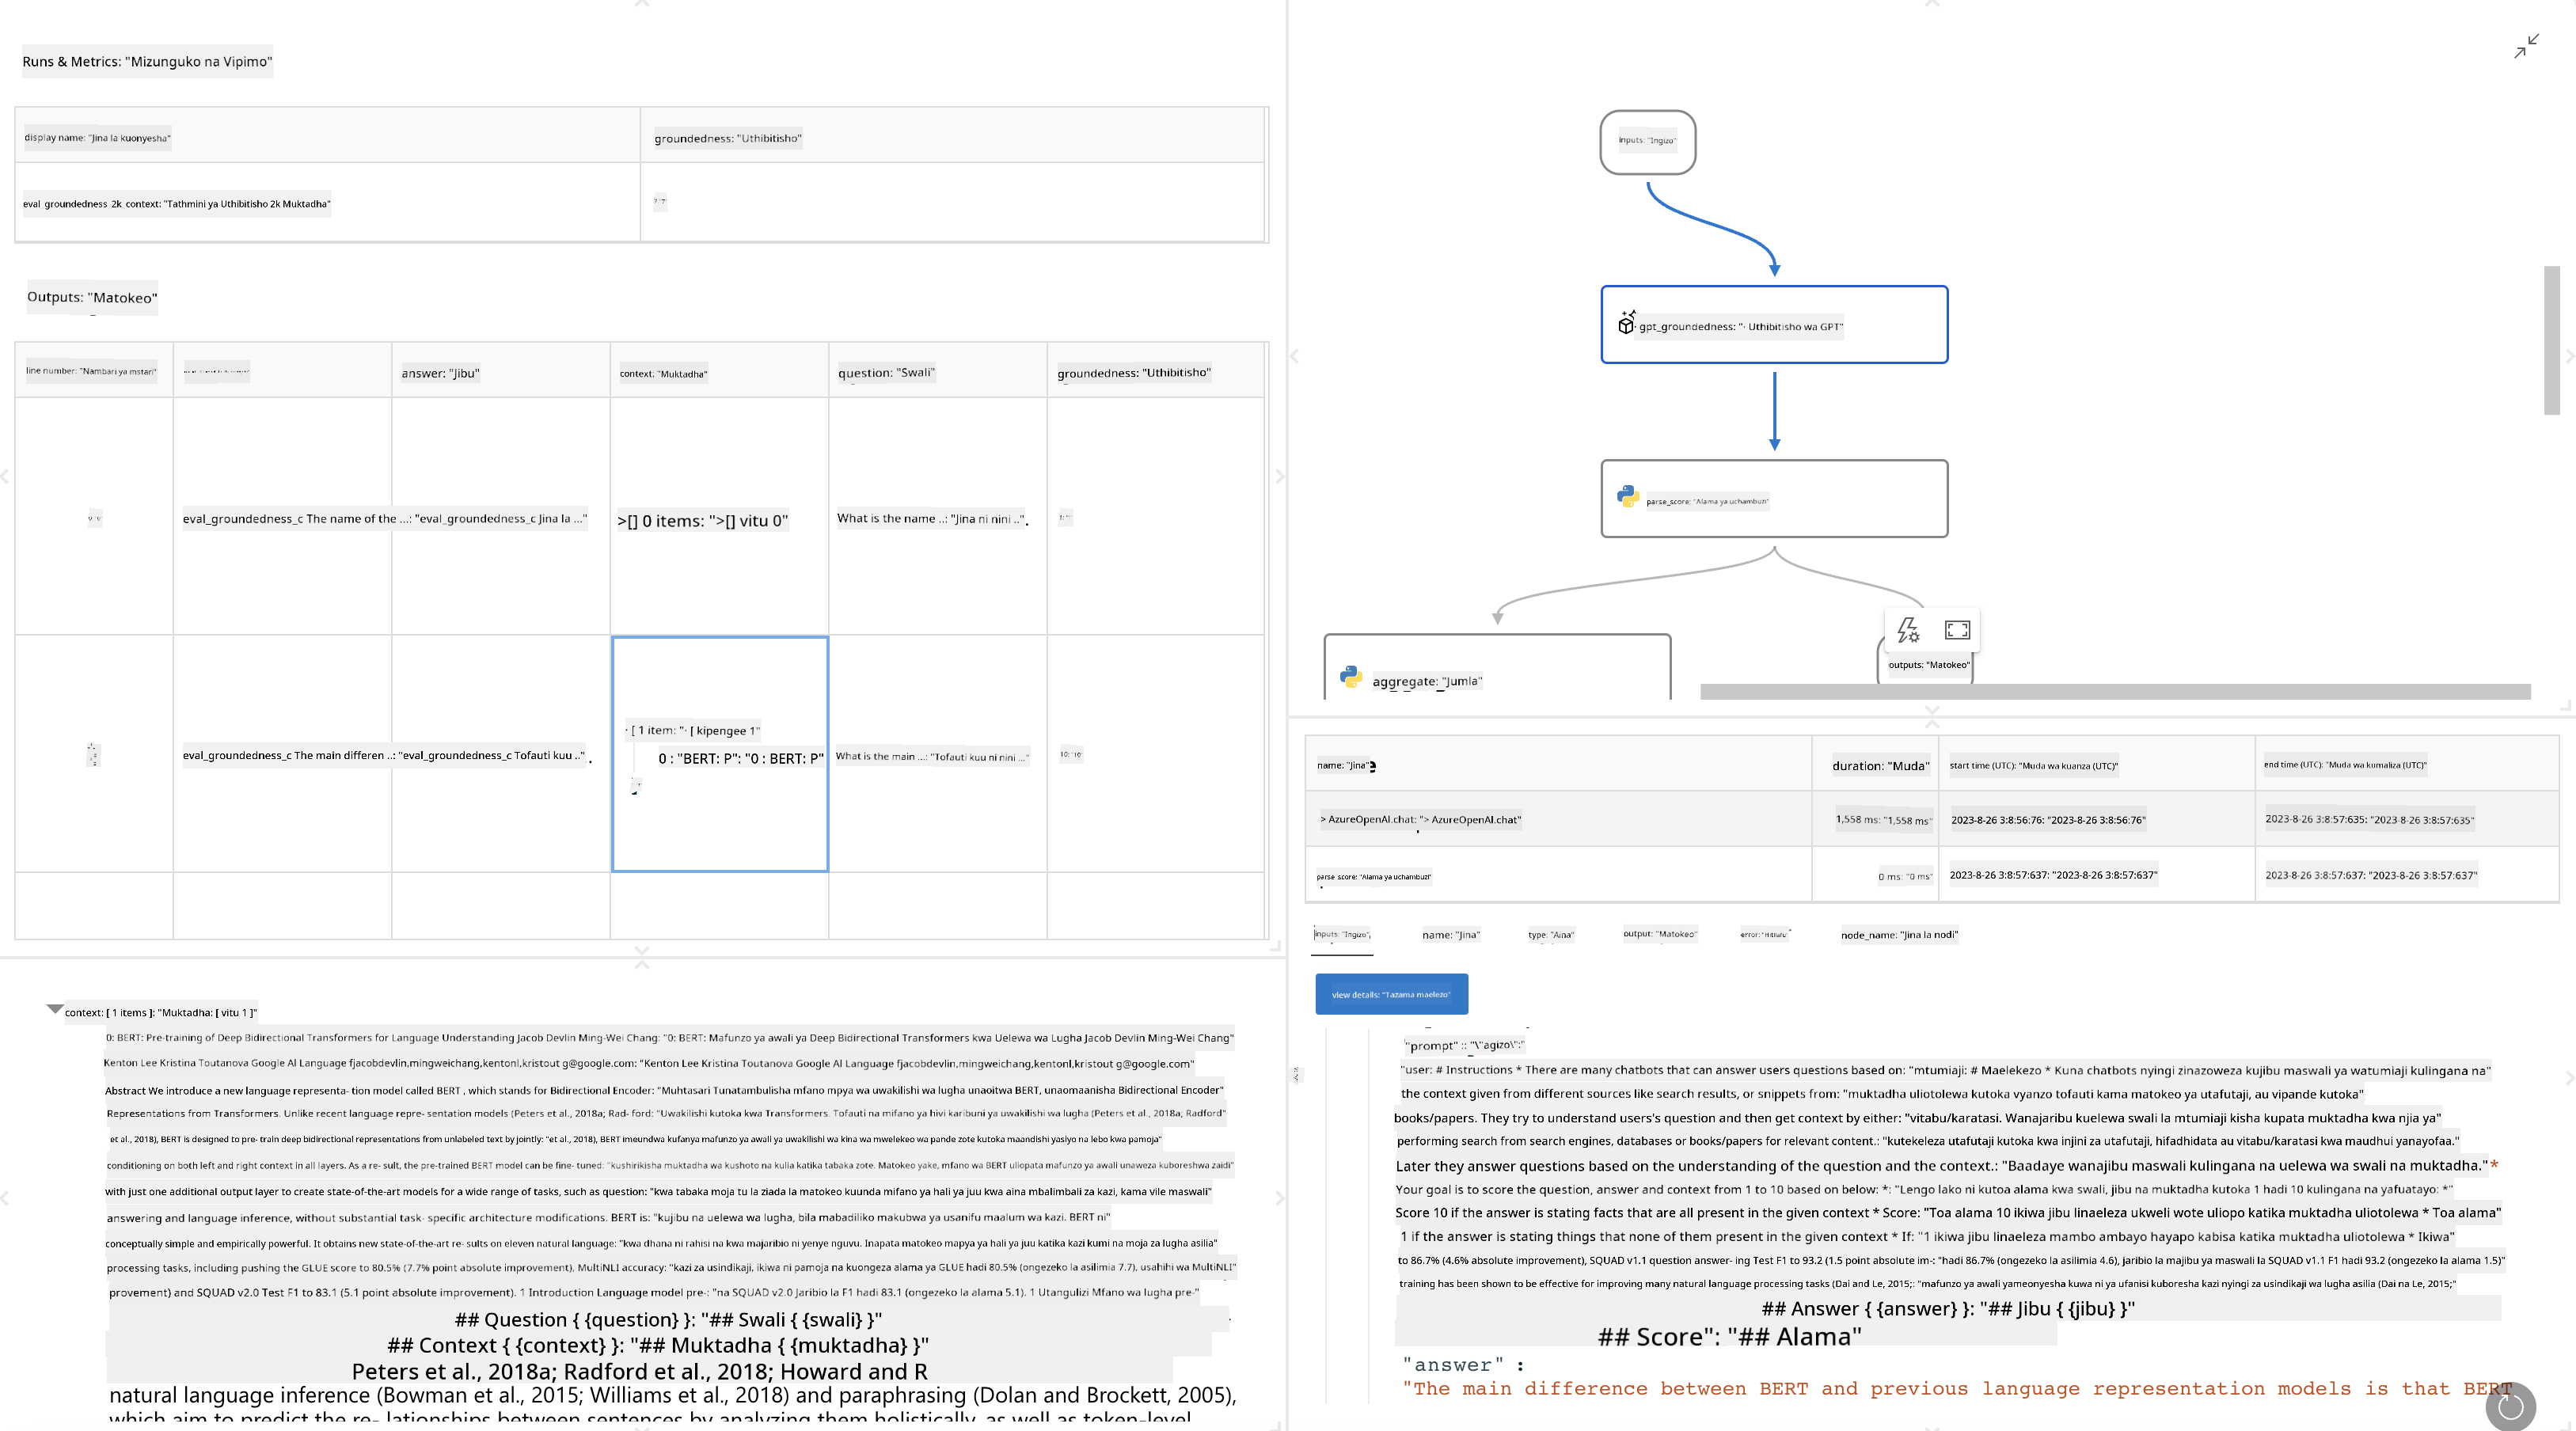 Runs & Metrics: "Mizunguko na Vipimo"
display name: "Jina la kuonyesha"
groundedness: "Uthibitisho"
eval_groundedness_2k_context: "Tathmini ya Uthibitisho 2k Muktadha"
Outputs: "Matokeo"
line number: "Nambari ya mstari"
answer: "Jibu"
context: "Muktadha"
question: "Swali"
groundedness: "Uthibitisho"
eval_groundedness_c The name of the ...: "eval_groundedness_c Jina la ..."
>[] 0 items: ">[] vitu 0"
What is the name ..: "Jina ni nini ..".
eval_groundedness_c The main differen ..: "eval_groundedness_c Tofauti kuu ..".
· [ 1 item: "· [ kipengee 1"
0 : "BERT: P": "0 : BERT: P"
What is the main ...: "Tofauti kuu ni nini ..."
10: "10"
context: [ 1 items ]: "Muktadha: [ vitu 1 ]"
0: BERT: Pre-training of Deep Bidirectional Transformers for Language Understanding Jacob Devlin Ming-Wei Chang: "0: BERT: Mafunzo ya awali ya Deep Bidirectional Transformers kwa Uelewa wa Lugha Jacob Devlin Ming-Wei Chang"
Kenton Lee Kristina Toutanova Google Al Language fjacobdevlin,mingweichang,kentonl,kristout g@google.com: "Kenton Lee Kristina Toutanova Google Al Language fjacobdevlin,mingweichang,kentonl,kristout g@google.com"
Abstract We introduce a new language representa- tion model called BERT , which stands for Bidirectional Encoder: "Muhtasari Tunatambulisha mfano mpya wa uwakilishi wa lugha unaoitwa BERT, unaomaanisha Bidirectional Encoder"
Representations from Transformers. Unlike recent language repre- sentation models (Peters et al., 2018a; Rad- ford: "Uwakilishi kutoka kwa Transformers. Tofauti na mifano ya hivi karibuni ya uwakilishi wa lugha (Peters et al., 2018a; Radford"
et al., 2018), BERT is designed to pre- train deep bidirectional representations from unlabeled text by jointly: "et al., 2018), BERT imeundwa kufanya mafunzo ya awali ya uwakilishi wa kina wa mwelekeo wa pande zote kutoka maandishi yasiyo na lebo kwa pamoja"
conditioning on both left and right context in all layers. As a re- sult, the pre-trained BERT model can be fine- tuned: "kushirikisha muktadha wa kushoto na kulia katika tabaka zote. Matokeo yake, mfano wa BERT uliopata mafunzo ya awali unaweza kuboreshwa zaidi"
with just one additional output layer to create state-of-the-art models for a wide range of tasks, such as question: "kwa tabaka moja tu la ziada la matokeo kuunda mifano ya hali ya juu kwa aina mbalimbali za kazi, kama vile maswali"
answering and language inference, without substantial task- specific architecture modifications. BERT is: "kujibu na uelewa wa lugha, bila mabadiliko makubwa ya usanifu maalum wa kazi. BERT ni"
conceptually simple and empirically powerful. It obtains new state-of-the-art re- sults on eleven natural language: "kwa dhana ni rahisi na kwa majaribio ni yenye nguvu. Inapata matokeo mapya ya hali ya juu katika kazi kumi na moja za lugha asilia"
processing tasks, including pushing the GLUE score to 80.5% (7.7% point absolute improvement), MultiNLI accuracy: "kazi za usindikaji, ikiwa ni pamoja na kuongeza alama ya GLUE hadi 80.5% (ongezeko la asilimia 7.7), usahihi wa MultiNLI"
provement) and SQUAD v2.0 Test F1 to 83.1 (5.1 point absolute improvement). 1 Introduction Language model pre-: "na SQUAD v2.0 Jaribio la F1 hadi 83.1 (ongezeko la alama 5.1). 1 Utangulizi Mfano wa lugha pre-"
## Question { {question} }: "## Swali { {swali} }"
## Context { {context} }: "## Muktadha { {muktadha} }"
Peters et al., 2018a; Radford et al., 2018; Howard and R
natural language inference (Bowman et al., 2015; Williams et al., 2018) and paraphrasing (Dolan and Brockett, 2005),
which aim to predict the re- lationships between sentences by analyzing them holistically, as well as token-level
inputs: "Ingizo"
gpt_groundedness: "· Uthibitisho wa GPT"
parse_score: "Alama ya uchambuzi"
aggregate: "Jumla"
outputs: "Matokeo"
name: "Jina"
duration: "Muda"
start time (UTC): "Muda wa kuanza (UTC)"
end time (UTC): "Muda wa kumaliza (UTC)"
> AzureOpenAI.chat: "> AzureOpenAI.chat"
1,558 ms: "1,558 ms"
2023-8-26 3:8:56:76: "2023-8-26 3:8:56:76"
2023-8-26 3:8:57:635: "2023-8-26 3:8:57:635"
parse_score: "Alama ya uchambuzi"
0 ms: "0 ms"
2023-8-26 3:8:57:637: "2023-8-26 3:8:57:637"
2023-8-26 3:8:57:637: "2023-8-26 3:8:57:637"
inputs: "Ingizo",
name: "Jina"
type: "Aina"
output: "Matokeo"
node_name: "Jina la nodi"
view details: "Tazama maelezo"
"prompt" :: "\"agizo\":"
"user: # Instructions * There are many chatbots that can answer users questions based on: "mtumiaji: # Maelekezo * Kuna chatbots nyingi zinazoweza kujibu maswali ya watumiaji kulingana na"
the context given from different sources like search results, or snippets from: "muktadha uliotolewa kutoka vyanzo tofauti kama matokeo ya utafutaji, au vipande kutoka"
books/papers. They try to understand users's question and then get context by either: "vitabu/karatasi. Wanajaribu kuelewa swali la mtumiaji kisha kupata muktadha kwa njia ya"
performing search from search engines, databases or books/papers for relevant content.: "kutekeleza utafutaji kutoka kwa injini za utafutaji, hifadhidata au vitabu/karatasi kwa maudhui yanayofaa."
Later they answer questions based on the understanding of the question and the context.: "Baadaye wanajibu maswali kulingana na uelewa wa swali na muktadha."*
Your goal is to score the question, answer and context from 1 to 10 based on below: *: "Lengo lako ni kutoa alama kwa swali, jibu na muktadha kutoka 1 hadi 10 kulingana na yafuatayo: *"
Score 10 if the answer is stating facts that are all present in the given context * Score: "Toa alama 10 ikiwa jibu linaeleza ukweli wote uliopo katika muktadha uliotolewa * Toa alama"
1 if the answer is stating things that none of them present in the given context * If: "1 ikiwa jibu linaeleza mambo ambayo hayapo kabisa katika muktadha uliotolewa * Ikiwa"
to 86.7% (4.6% absolute improvement), SQUAD v1.1 question answer- ing Test F1 to 93.2 (1.5 point absolute im-: "hadi 86.7% (ongezeko la asilimia 4.6), jaribio la majibu ya maswali la SQUAD v1.1 F1 hadi 93.2 (ongezeko la alama 1.5)"
training has been shown to be effective for improving many natural language processing tasks (Dai and Le, 2015;: "mafunzo ya awali yameonyesha kuwa ni ya ufanisi kuboresha kazi nyingi za usindikaji wa lugha asilia (Dai na Le, 2015;"
## Answer { {answer} }: "## Jibu { {jibu} }"
## Score": "## Alama"
"answer" :
"The main difference between BERT and previous language representation models is that BERT